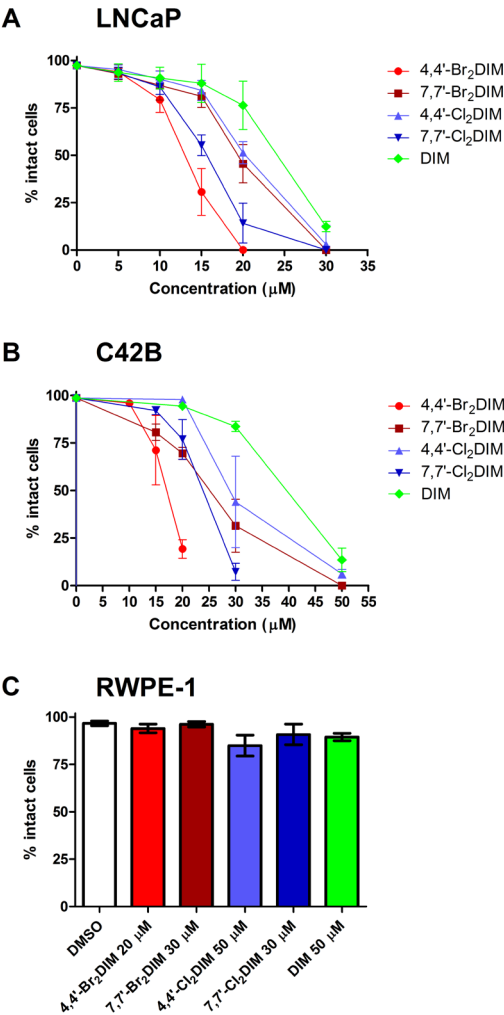 A LNCaP
100
75
50
25
0
% intact cells
0 5 10 15 20 25 30 35
Concentration (μM)
4,4'-Br2DIM
7,7'-Br2DIM
4,4'-Cl2DIM
7,7'-Cl2DIM
DIM
B C42B
100
75
50
25
0
% intact cells
0 5 10 15 20 25 30 35 40 45 50 55
Concentration (μM)
4,4'-Br2DIM
7,7'-Br2DIM
4,4'-Cl2DIM
7,7'-Cl2DIM
DIM
C RWPE-1
100
75
50
25
0
% intact cells
DMSO
4,4'-Br2DIM 20 μM
7,7'-Br2DIM 30 μM
4,4'-Cl2DIM 50 μM
7,7'-Cl2DIM 30 μM
DIM 50 μM